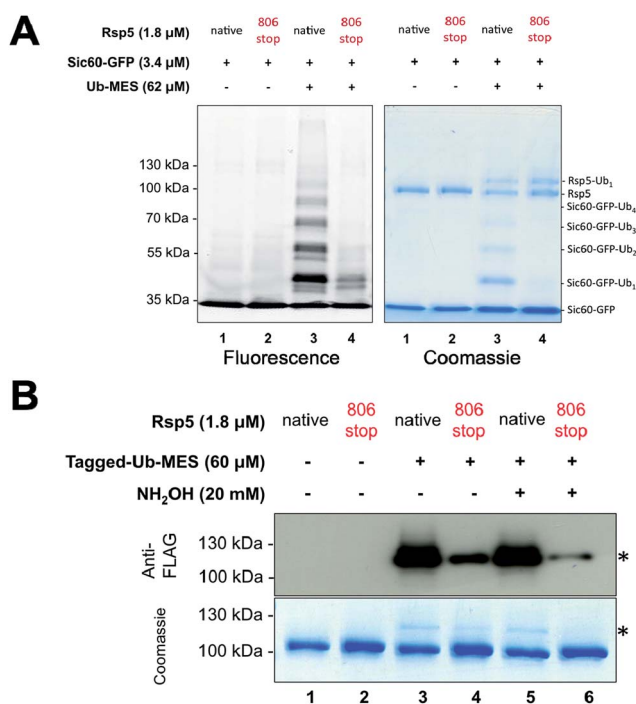 A
Rsp5 (1.8 µM) native 806 stop native 806 stop native 806 stop native 806 stop
Sic60-GFP (3.4 µM) + + + + + + + +
Ub-MES (62 µM) - - + + - - + +
130 kDa -
100 kDa -
70 kDa -
55 kDa -
35 kDa -
Rsp5-Ub1
Rsp5
Sic60-GFP-Ub4
Sic60-GFP-Ub3
Sic60-GFP-Ub2
Sic60-GFP-Ub1
Sic60-GFP
1 2 3 4 1 2 3 4
Fluorescence Coomassie
B
Rsp5 (1.8 µM) native 806 stop native 806 stop native 806 stop
Tagged-Ub-MES (60 µM) - - + + + +
NH2OH (20 mM) - - - - + +
Anti-FLAG
130 kDa -
100 kDa -
*
Coomassie
130 kDa -
100 kDa -
*
1 2 3 4 5 6